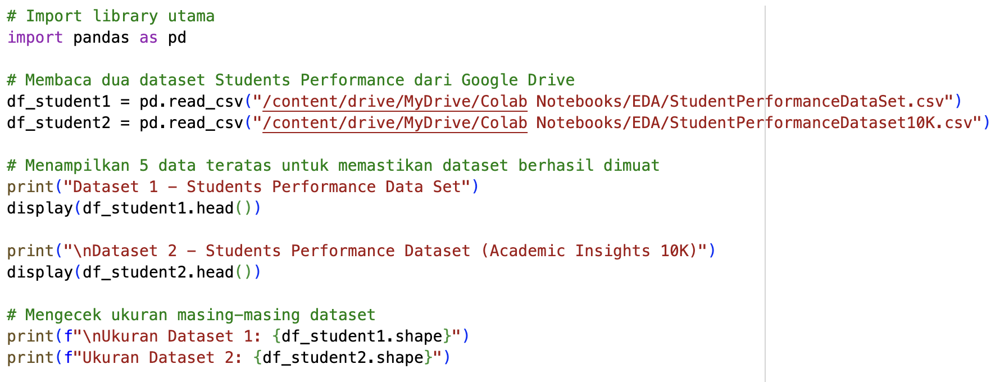 # Import library utama
import pandas as pd
# Membaca dua dataset Students Performance dari Google Drive
df_student1 = pd.read_csv("/content/drive/MyDrive/Colab Notebooks/EDA/StudentPerformanceDataSet.csv")
df_student2 = pd.read_csv("/content/drive/MyDrive/Colab Notebooks/EDA/StudentPerformanceDataset10K.csv")
# Menampilkan 5 data teratas untuk memastikan dataset berhasil dimuat
print("Dataset 1 – Students Performance Data Set")
display(df_student1.head())
print("\nDataset 2 – Students Performance Dataset (Academic Insights 10K)")
display(df_student2.head())
# Mengecek ukuran masing-masing dataset
print(f"\nUkuran Dataset 1: {df_student1.shape}")
print(f"Ukuran Dataset 2: {df_student2.shape}")